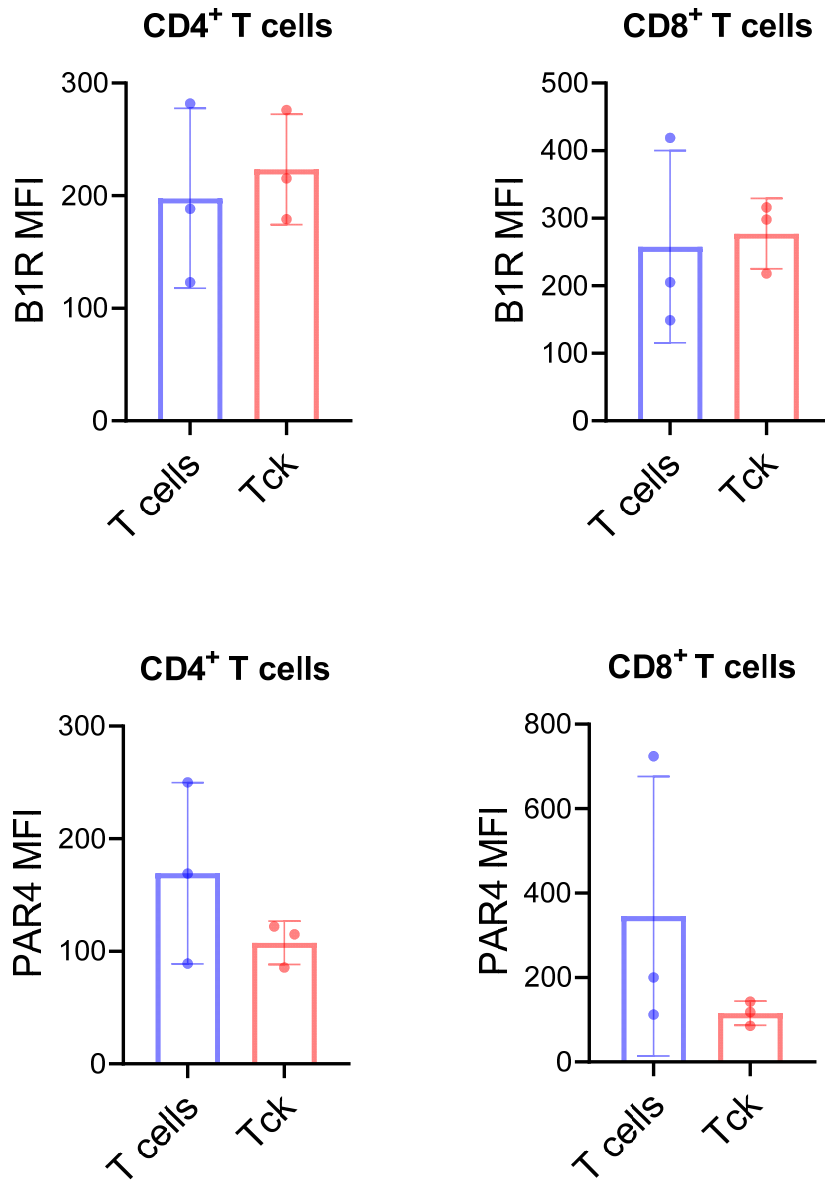 CD4⁺ T cells
B1R MFI
300
200
100
0
T cells
Tck
CD8⁺ T cells
B1R MFI
500
400
300
200
100
0
T cells
Tck
CD4⁺ T cells
PAR4 MFI
300
200
100
0
T cells
Tck
CD8⁺ T cells
PAR4 MFI
800
600
400
200
0
T cells
Tck